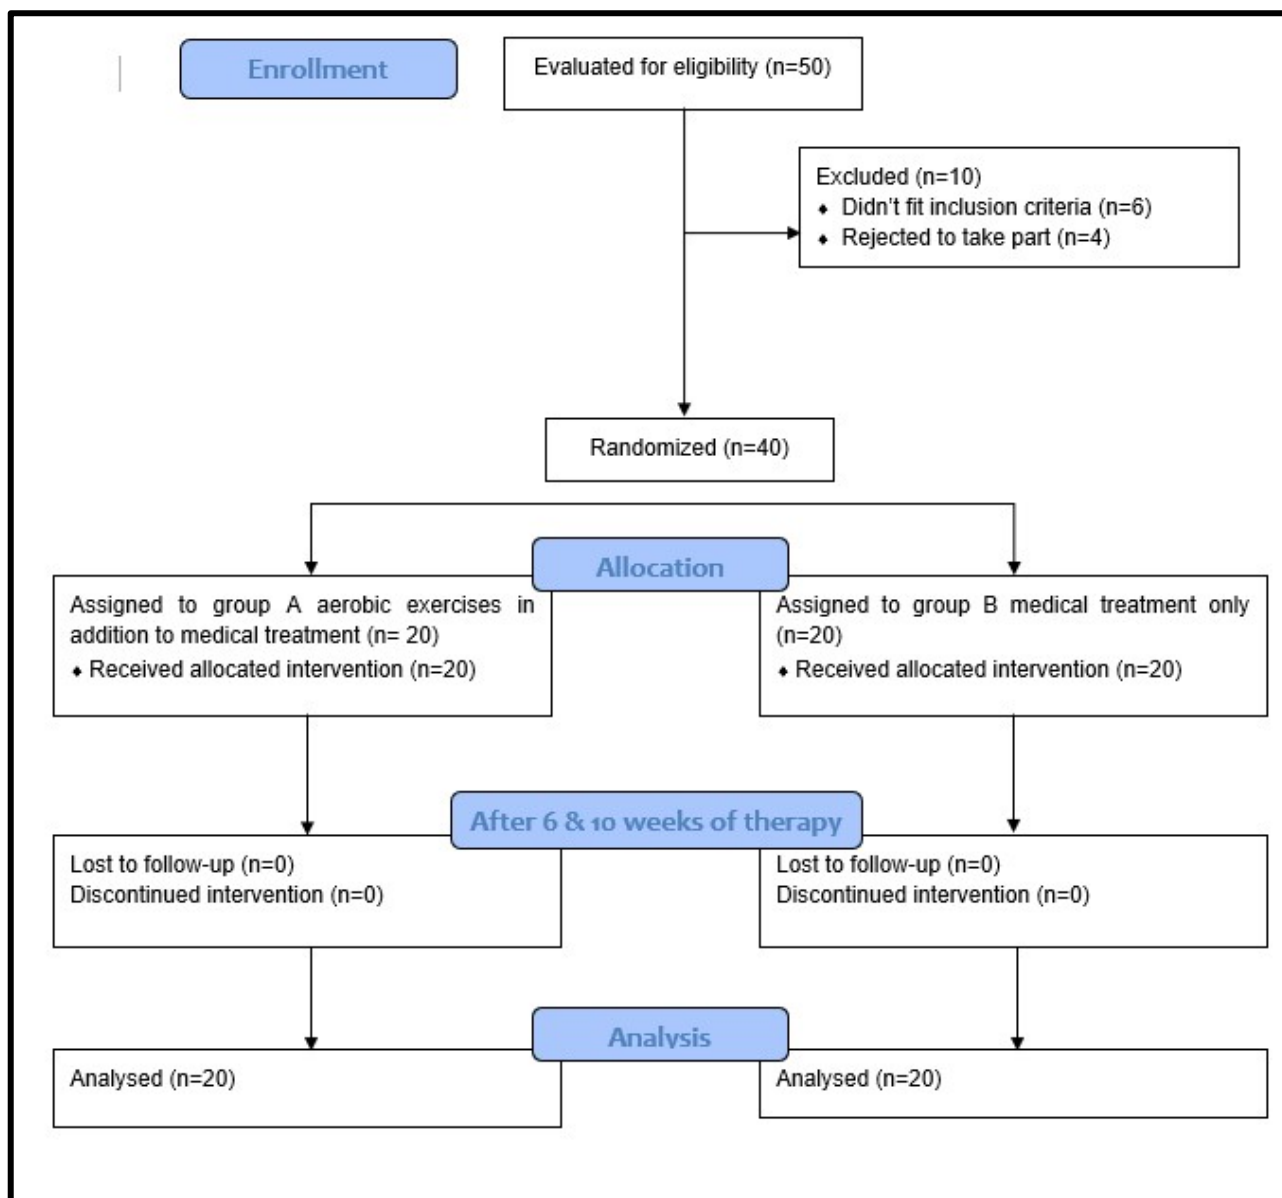 Enrollment
Evaluated for eligibility (n=50)
Excluded (n=10)
⬧ Didn't fit inclusion criteria (n=6)
⬧ Rejected to take part (n=4)
Randomized (n=40)
Allocation
Assigned to group A aerobic exercises in
addition to medical treatment (n= 20)
⬧ Received allocated intervention (n=20)
Assigned to group B medical treatment only
(n=20)
⬧ Received allocated intervention (n=20)
After 6 & 10 weeks of therapy
Lost to follow-up (n=0)
Discontinued intervention (n=0)
Lost to follow-up (n=0)
Discontinued intervention (n=0)
Analysis
Analysed (n=20)
Analysed (n=20)